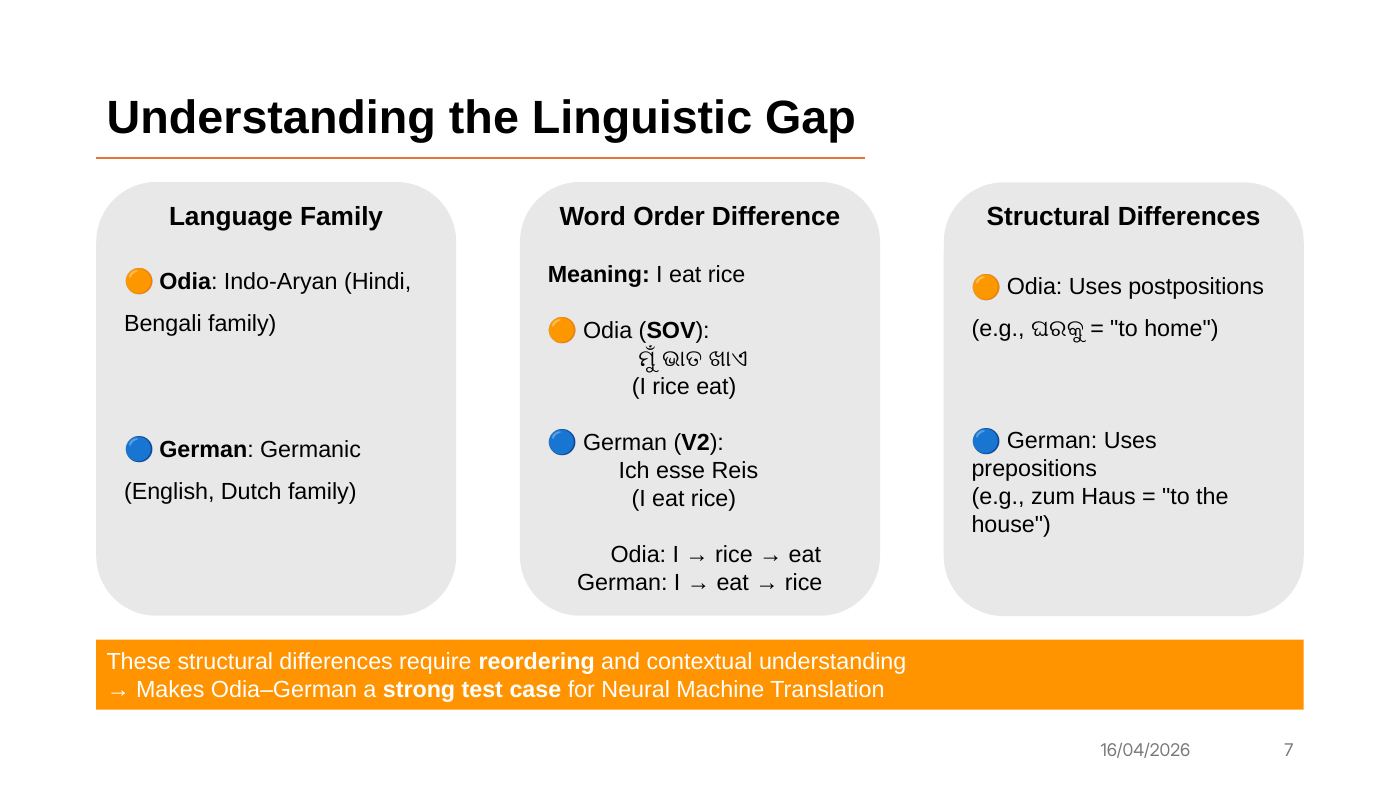 Understanding the Linguistic Gap
Language Family
🟠 Odia: Indo-Aryan (Hindi,
Bengali family)
🔵 German: Germanic
(English, Dutch family)
Word Order Difference
Meaning: I eat rice
🟠 Odia (SOV):
ମୁଁ ଭାତ ଖାଏ
(I rice eat)
🔵 German (V2):
Ich esse Reis
(I eat rice)
Odia: I → rice → eat
German: I → eat → rice
Structural Differences
🟠 Odia: Uses postpositions
(e.g., ଘରକୁ = "to home")
🔵 German: Uses
prepositions
(e.g., zum Haus = "to the
house")
These structural differences require reordering and contextual understanding
→ Makes Odia–German a strong test case for Neural Machine Translation
16/04/2026
7